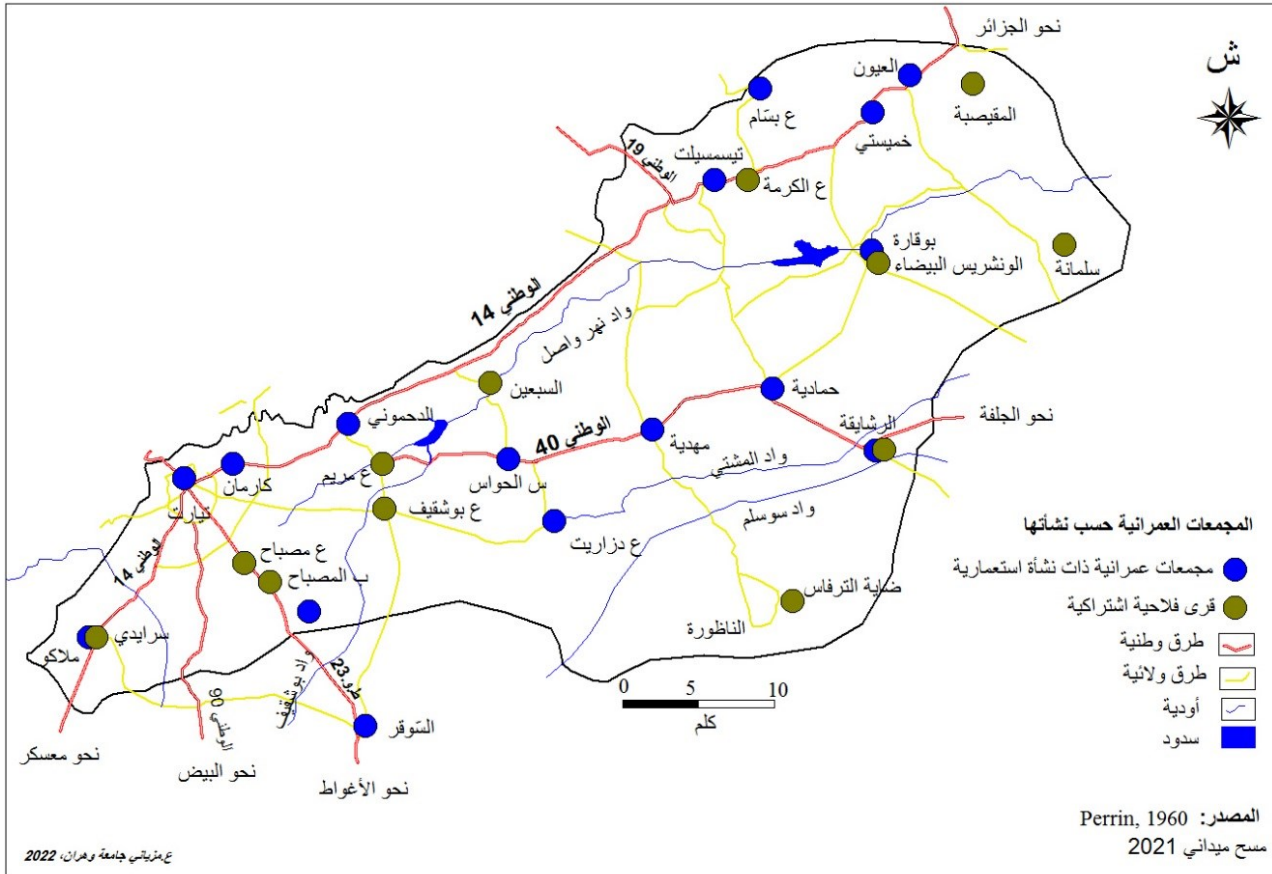 نحو الجزائر
ش
العيون
المقيصبة
ع بسّام
خميستي
تيسمسيلت
الوطني 19
ع الكرمة
بوقارة
الونشريس البيضاء
سلمانة
الوطني 14
واد نهر واصل
السبعين
حمادية
الدحموني
الرشايقة
نحو الجلفة
الوطني 40
مهدية
واد المشتي
كارمان
ع مريم
س الحواس
تيارت
ع بوشقيف
واد سوسلم
ع دزاريت
الوطني 14
ع مصباح
ب المصباح
ضاية الترفاس
الناظورة
سرايدي
ملاكو
الوطني 90
واد بوشقيف
ط.و.23
السّوقر
نحو معسكر
نحو البيض
نحو الأغواط
0 5 10
كلم
المجمعات العمرانية حسب نشأتها
مجمعات عمرانية ذات نشأة استعمارية
قرى فلاحية اشتراكية
طرق وطنية
طرق ولائية
أودية
سدود
المصدر: Perrin, 1960
مسح ميداني 2021
ع.مزياني جامعة وهران، 2022